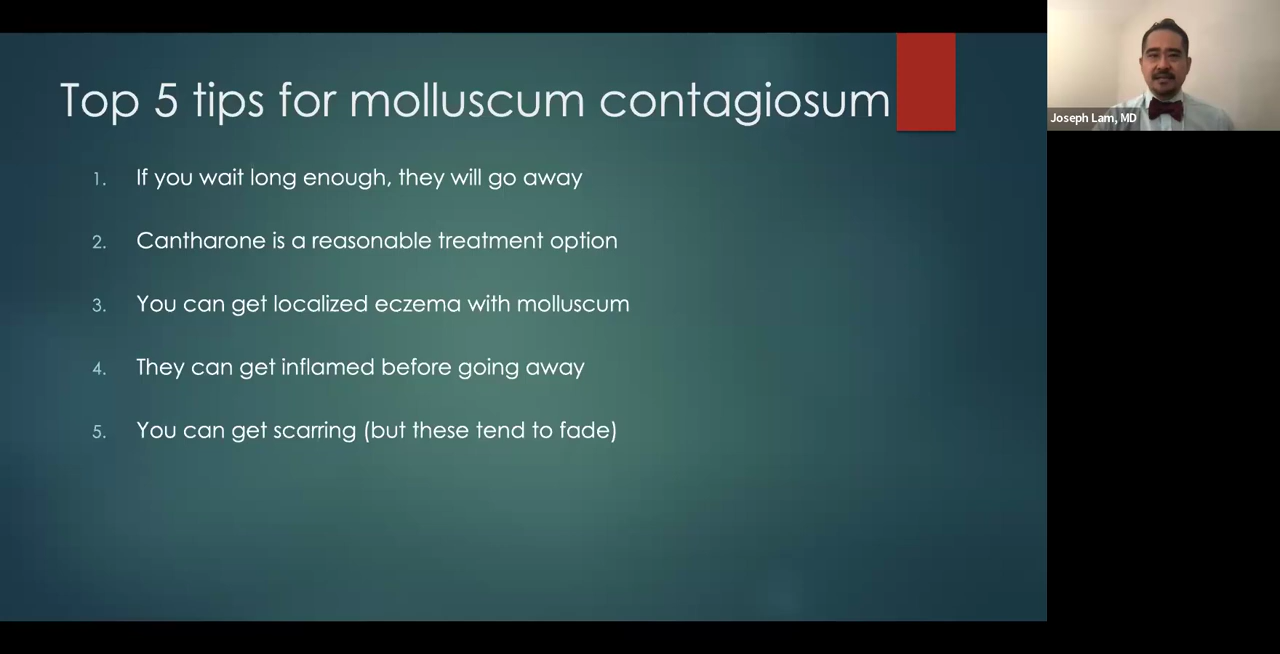 Top 5 tips for molluscum contagiosum
1. If you wait long enough, they will go away
2. Cantharone is a reasonable treatment option
3. You can get localized eczema with molluscum
4. They can get inflamed before going away
5. You can get scarring (but these tend to fade)
Joseph Lam, MD